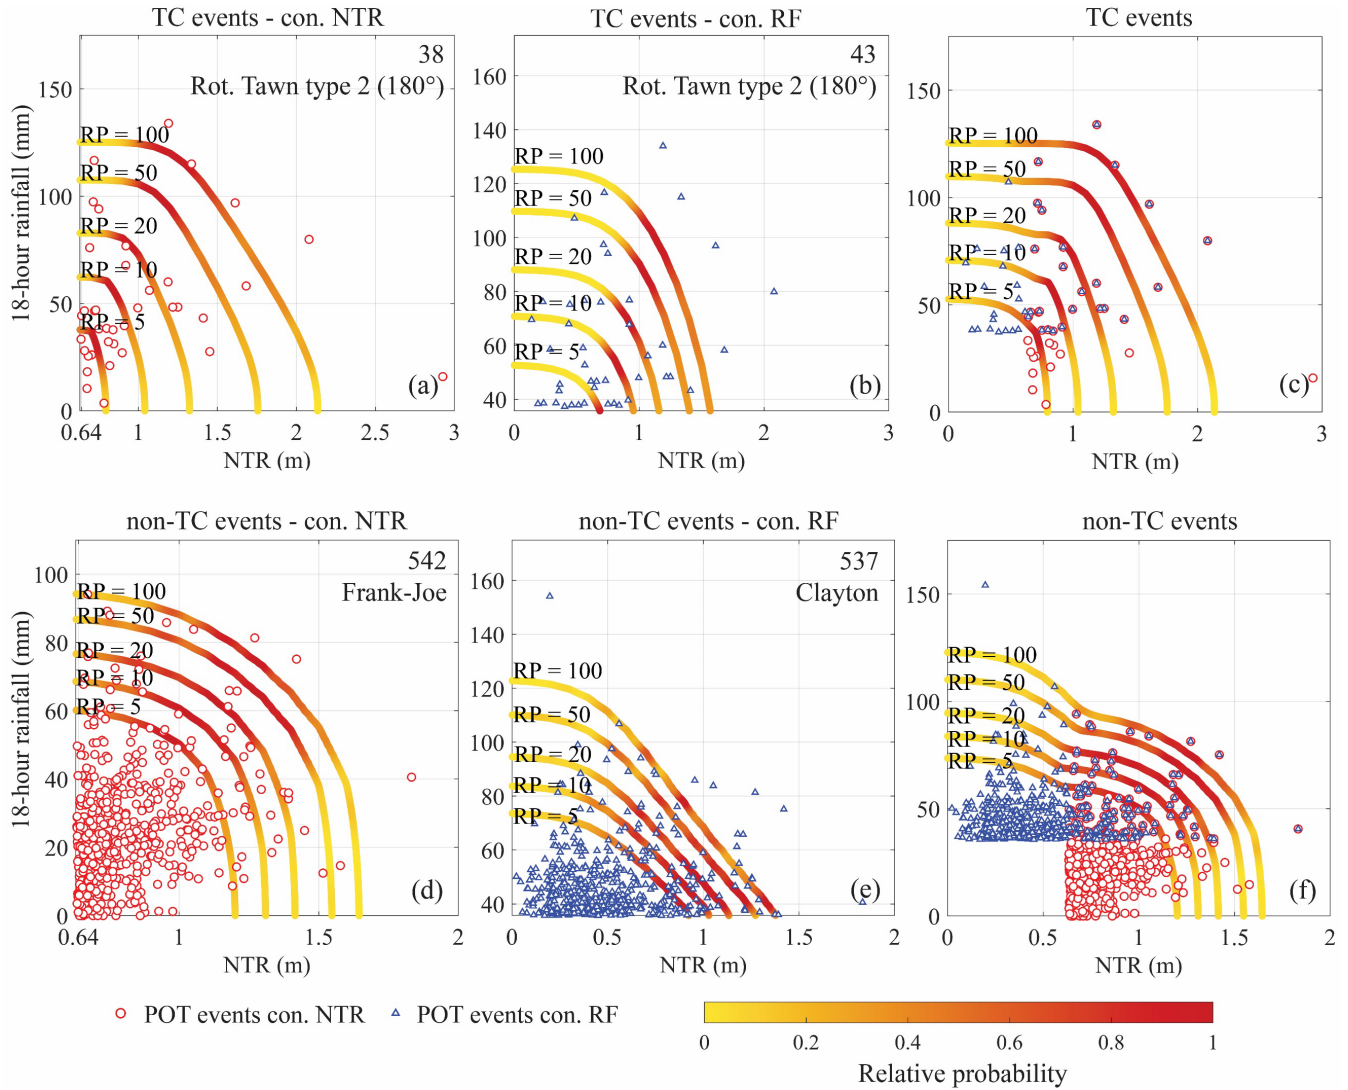 TC events - con. NTR
38
Rot. Tawn type 2 (180°)
18-hour rainfall (mm)
150
100
50
0
RP = 100
RP = 50
RP = 20
RP = 10
RP = 5
(a)
0.64 1 1.5 2 2.5 3
NTR (m)
TC events - con. RF
43
Rot. Tawn type 2 (180°)
160
140
120
100
80
60
40
RP = 100
RP = 50
RP = 20
RP = 10
RP = 5
(b)
0 1 2 3
NTR (m)
TC events
150
100
50
0
RP = 100
RP = 50
RP = 20
RP = 10
RP = 5
(c)
0 1 2 3
NTR (m)
non-TC events - con. NTR
542
Frank-Joe
18-hour rainfall (mm)
100
80
60
40
20
0
RP = 100
RP = 50
RP = 20
RP = 10
RP = 5
(d)
0.64 1 1.5 2
NTR (m)
non-TC events - con. RF
537
Clayton
160
140
120
100
80
60
40
RP = 100
RP = 50
RP = 20
RP = 10
RP = 5
(e)
0 0.5 1 1.5 2
NTR (m)
non-TC events
150
100
50
0
RP = 100
RP = 50
RP = 20
RP = 10
RP = 5
(f)
0 0.5 1 1.5 2
NTR (m)
POT events con. NTR
POT events con. RF
0 0.2 0.4 0.6 0.8 1
Relative probability